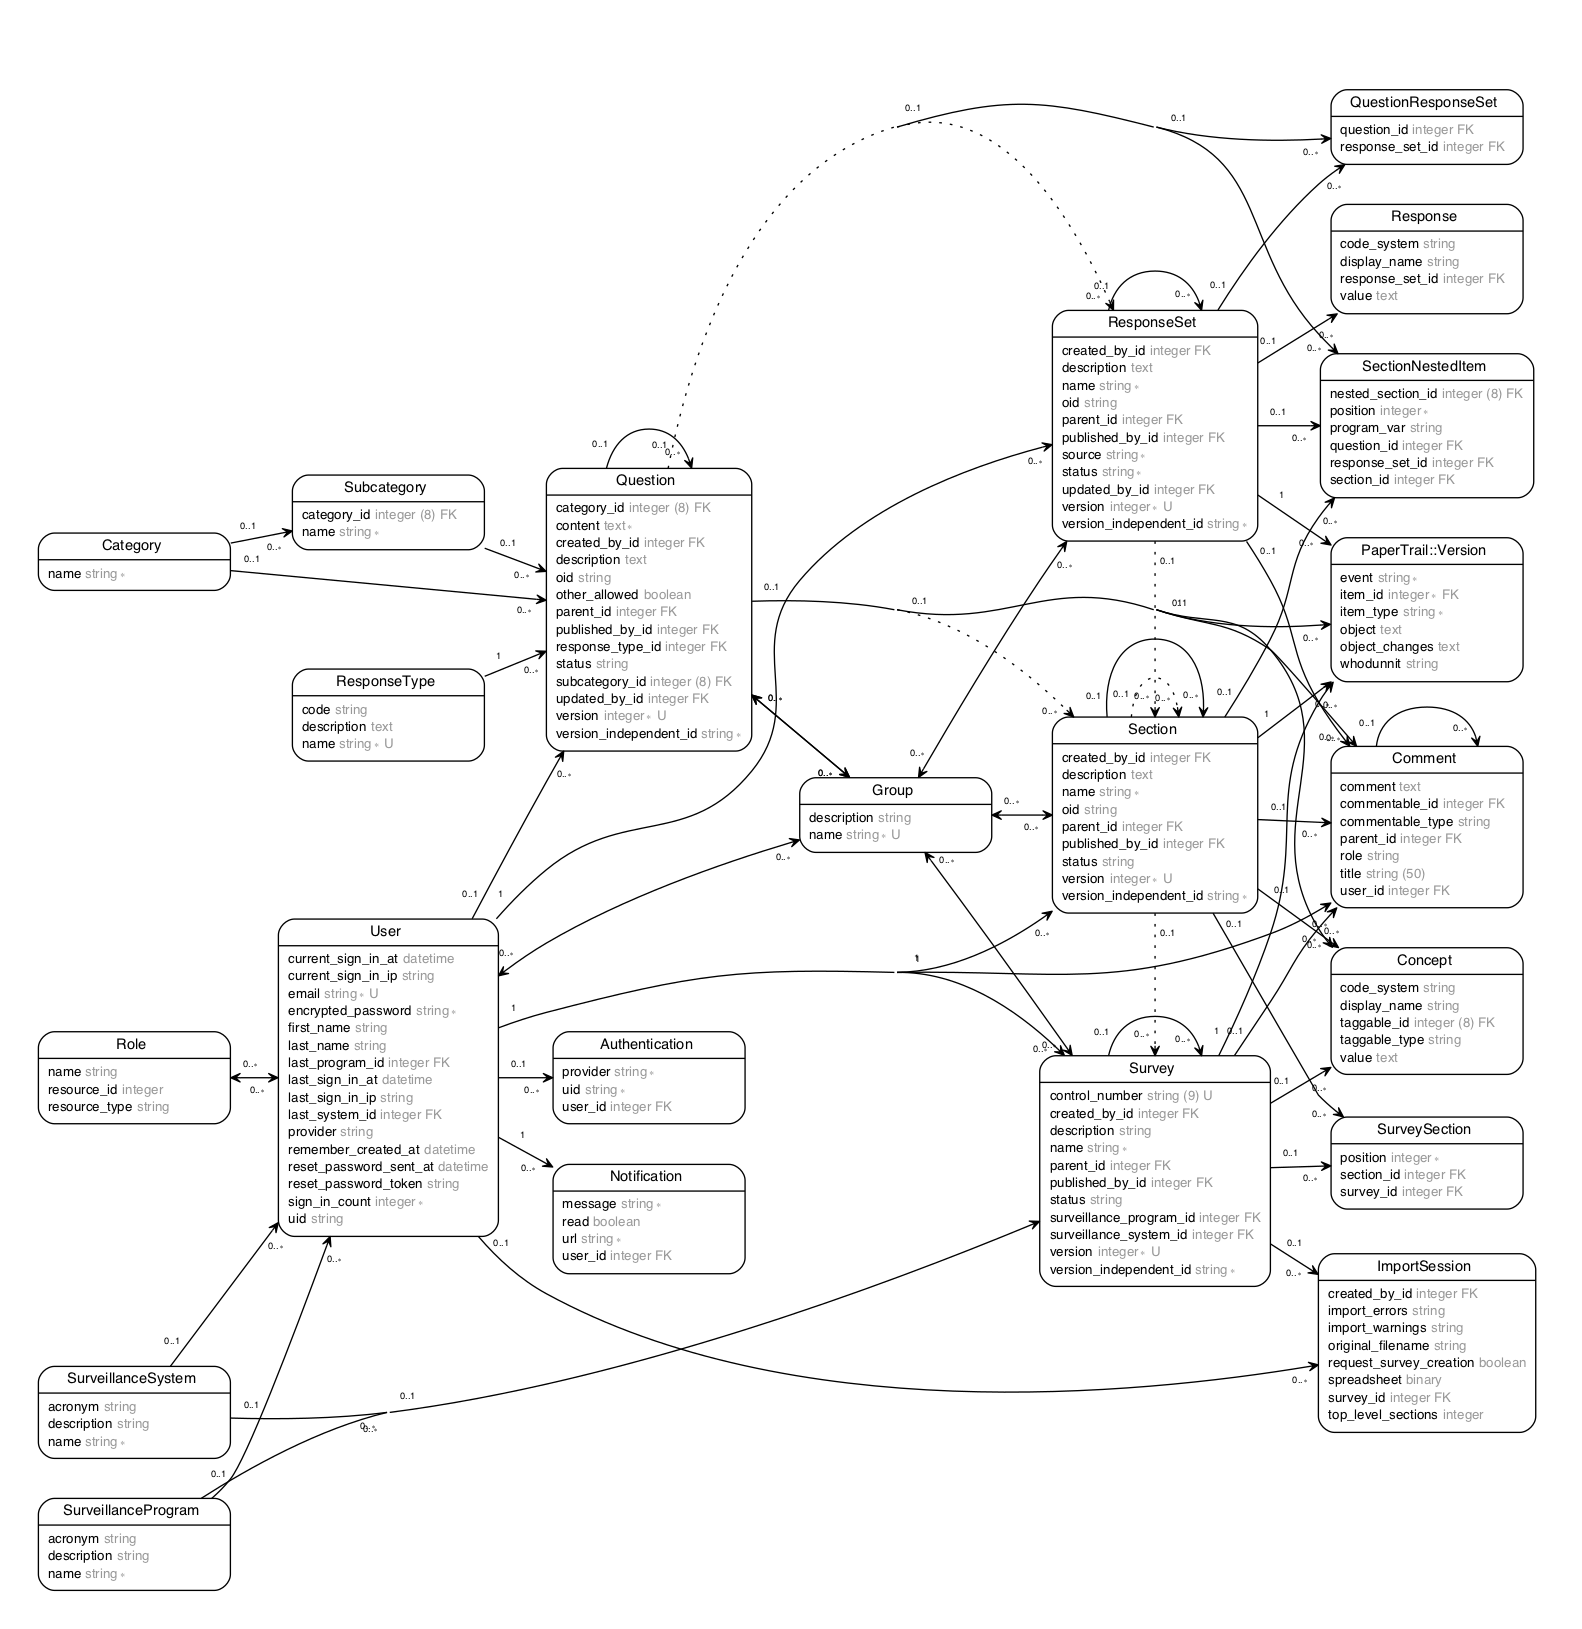 QuestionResponseSet
question_id integer FK
response_set_id integer FK
Response
code_system string
display_name string
response_set_id integer FK
value text
ResponseSet
created_by_id integer FK
description text
name string *
oid string
parent_id integer FK
published_by_id integer FK
source string *
status string *
updated_by_id integer FK
version integer * U
version_independent_id string *
SectionNestedItem
nested_section_id integer (8) FK
position integer *
program_var string
question_id integer FK
response_set_id integer FK
section_id integer FK
Question
category_id integer (8) FK
content text *
created_by_id integer FK
description text
oid string
other_allowed boolean
parent_id integer FK
published_by_id integer FK
response_type_id integer FK
status string
subcategory_id integer (8) FK
updated_by_id integer FK
version integer * U
version_independent_id string *
Subcategory
category_id integer (8) FK
name string *
Category
name string *
PaperTrail::Version
event string *
item_id integer * FK
item_type string *
object text
object_changes text
whodunnit string
ResponseType
code string
description text
name string * U
Section
created_by_id integer FK
description text
name string *
oid string
parent_id integer FK
published_by_id integer FK
status string
version integer * U
version_independent_id string *
Comment
comment text
commentable_id integer FK
commentable_type string
parent_id integer FK
role string
title string (50)
user_id integer FK
Group
description string
name string * U
User
current_sign_in_at datetime
current_sign_in_ip string
email string * U
encrypted_password string *
first_name string
last_name string
last_program_id integer FK
last_sign_in_at datetime
last_sign_in_ip string
last_system_id integer FK
provider string
remember_created_at datetime
reset_password_sent_at datetime
reset_password_token string
sign_in_count integer *
uid string
Concept
code_system string
display_name string
taggable_id integer (8) FK
taggable_type string
value text
Role
name string
resource_id integer
resource_type string
Authentication
provider string *
uid string *
user_id integer FK
Survey
control_number string (9) U
created_by_id integer FK
description string
name string *
parent_id integer FK
published_by_id integer FK
status string
surveillance_program_id integer FK
surveillance_system_id integer FK
version integer * U
version_independent_id string *
SurveySection
position integer *
section_id integer FK
survey_id integer FK
Notification
message string *
read boolean
url string *
user_id integer FK
ImportSession
created_by_id integer FK
import_errors string
import_warnings string
original_filename string
request_survey_creation boolean
spreadsheet binary
survey_id integer FK
top_level_sections integer
SurveillanceSystem
acronym string
description string
name string *
SurveillanceProgram
acronym string
description string
name string *